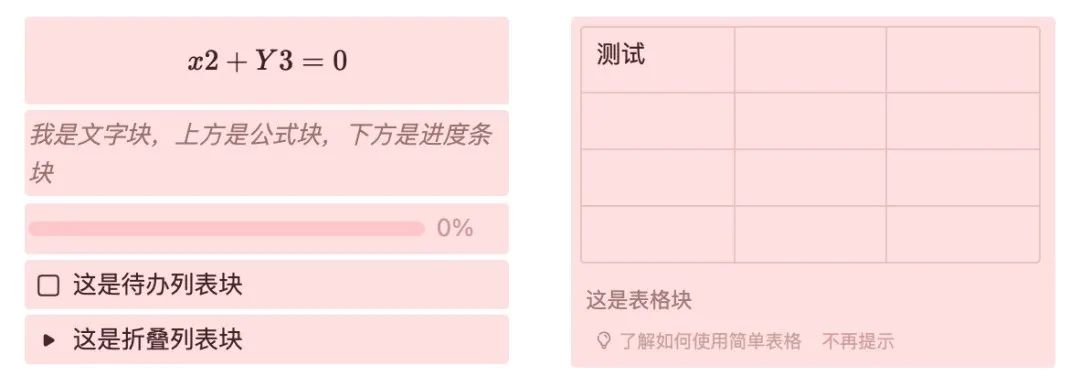 x2 + Y3 = 0
我是文字块，上方是公式块，下方是进度条
块
0%
这是待办列表块
这是折叠列表块
测试
这是表格块
了解如何使用简单表格 不再提示